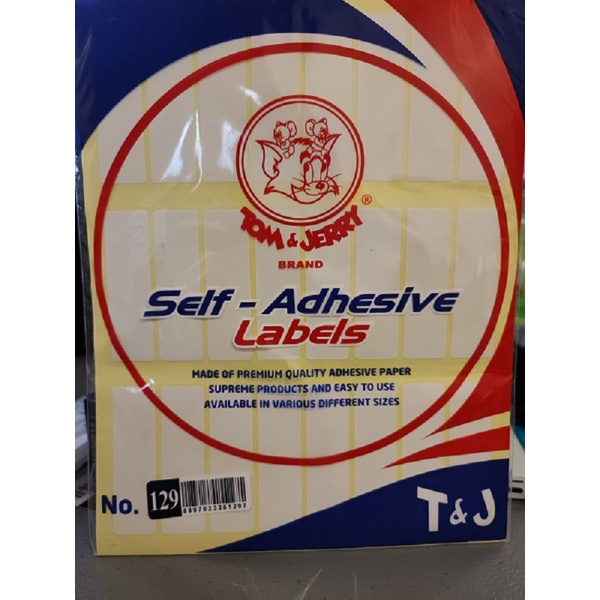 TOM & JERRY ®
BRAND
Self - Adhesive
Labels
MADE OF PREMIUM QUALITY ADHESIVE PAPER
SUPREME PRODUCTS AND EASY TO USE
AVAILABLE IN VARIOUS DIFFERENT SIZES
No. 129
T & J